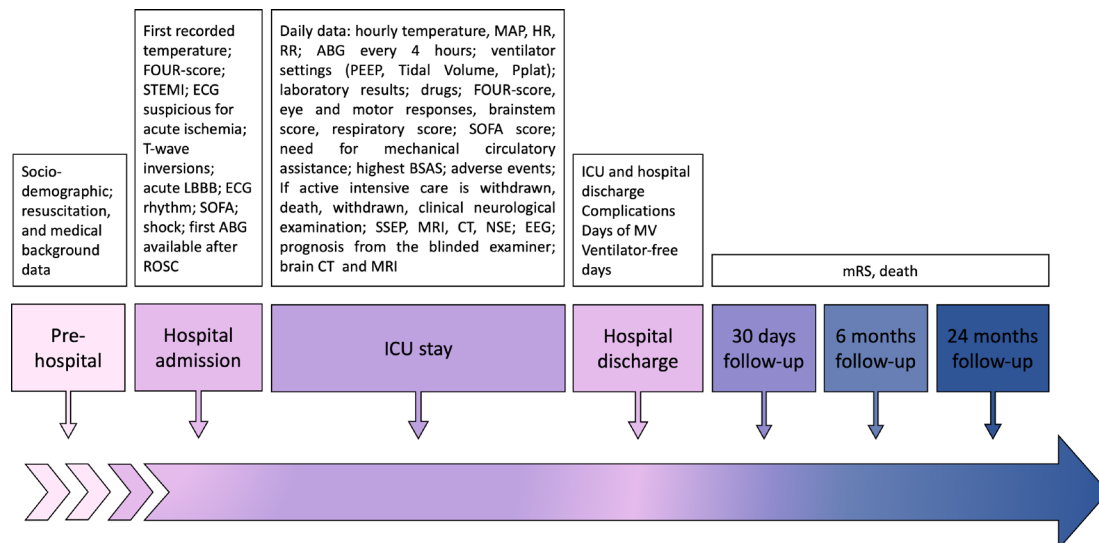 Socio-
demographic;
resuscitation,
and medical
background
data
First recorded
temperature;
FOUR-score;
STEMI; ECG
suspicious for
acute ischemia;
T-wave
inversions;
acute LBBB; ECG
rhythm; SOFA;
shock; first ABG
available after
ROSC
Daily data: hourly temperature, MAP, HR,
RR; ABG every 4 hours; ventilator
settings (PEEP, Tidal Volume, Pplat);
laboratory results; drugs; FOUR-score,
eye and motor responses, brainstem
score, respiratory score; SOFA score;
need for mechanical circulatory
assistance; highest BSAS; adverse events;
If active intensive care is withdrawn,
death, withdrawn, clinical neurological
examination; SSEP, MRI, CT, NSE; EEG;
prognosis from the blinded examiner;
brain CT and MRI
ICU and hospital
discharge
Complications
Days of MV
Ventilator-free
days
mRS, death
Pre-
hospital
Hospital
admission
ICU stay
Hospital
discharge
30 days
follow-up
6 months
follow-up
24 months
follow-up